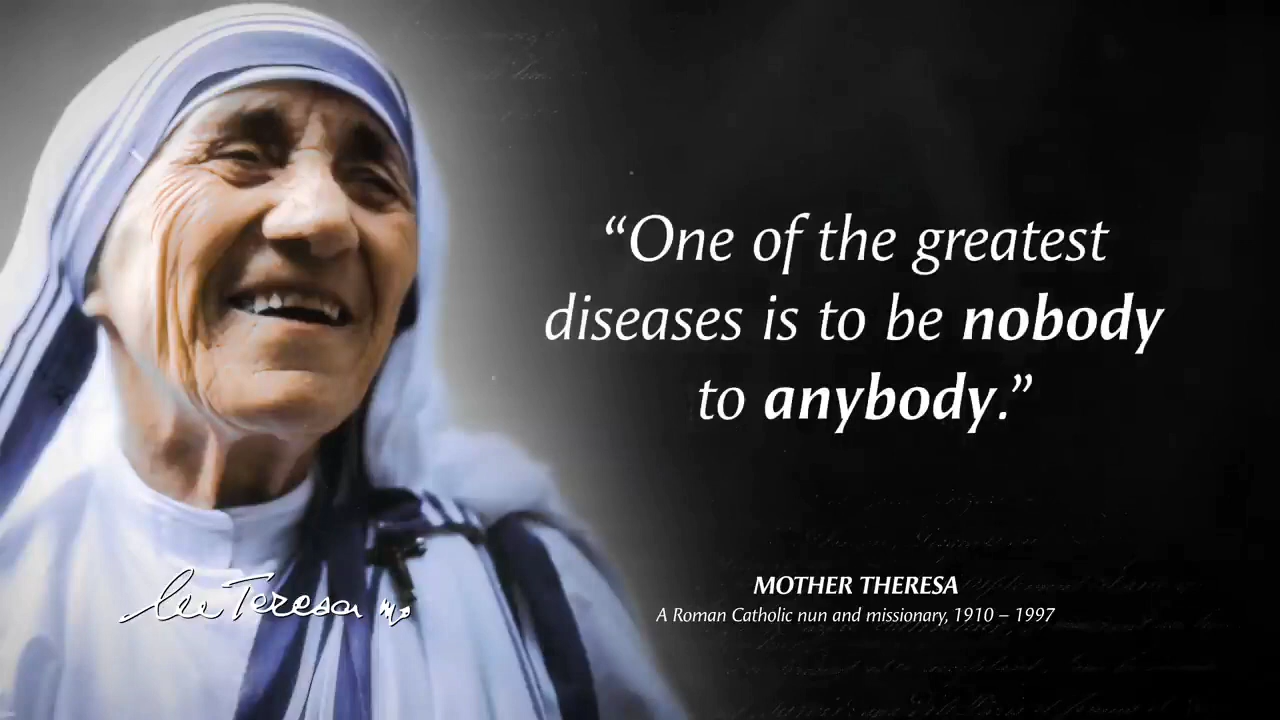 “One of the greatest
diseases is to be nobody
to anybody.”
MOTHER THERESA
A Roman Catholic nun and missionary, 1910 – 1997
Teresa